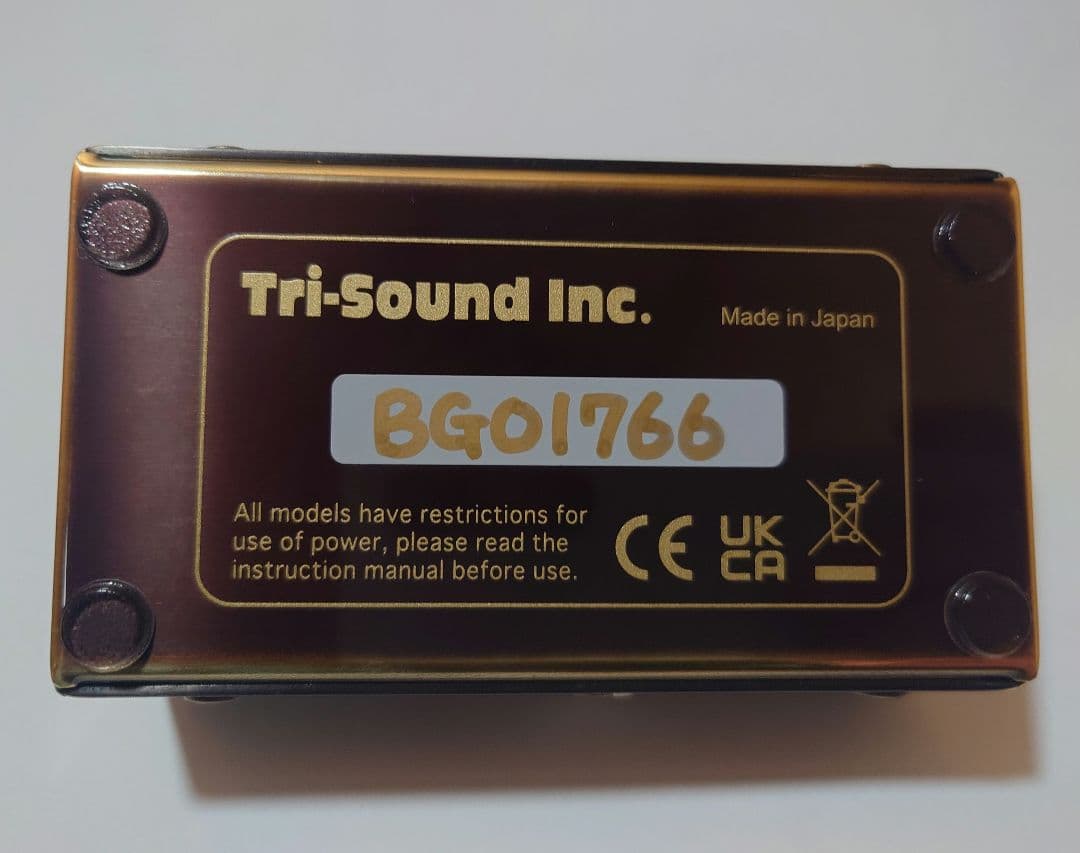 Tri-Sound Inc.
Made in Japan
BG01766
All models have restrictions for
use of power, please read the
instruction manual before use.
CE
UK
CA